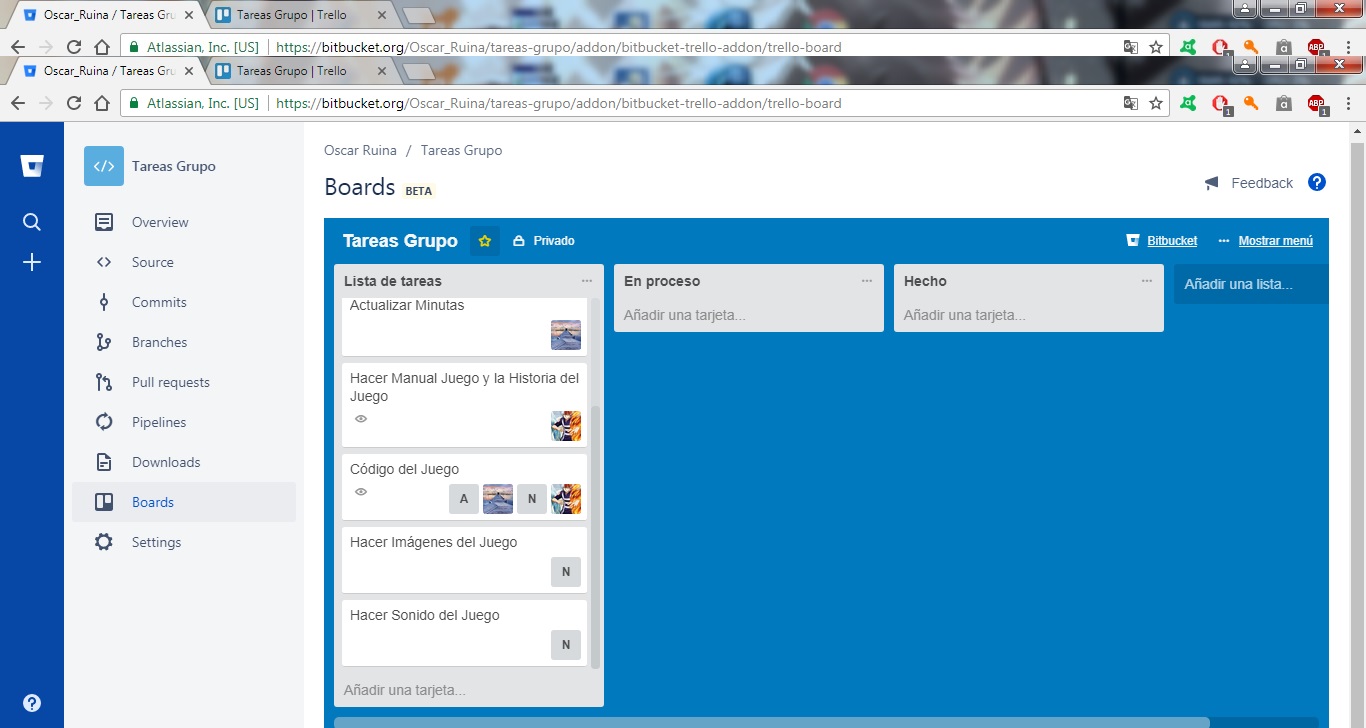 Oscar_Ruina / Tareas Gru
Tareas Grupo | Trello
Atlassian, Inc. [US]
https://bitbucket.org/Oscar_Ruina/tareas-grupo/addon/bitbucket-trello-addon/trello-board
ABP
Oscar_Ruina / Tareas Gru
Tareas Grupo | Trello
Atlassian, Inc. [US]
https://bitbucket.org/Oscar_Ruina/tareas-grupo/addon/bitbucket-trello-addon/trello-board
1
a
ABP
1
Tareas Grupo
Overview
Source
Commits
Branches
Pull requests
Pipelines
Downloads
Boards
Settings
Oscar Ruina / Tareas Grupo
Boards BETA
Feedback
Tareas Grupo
Privado
Bitbucket
Mostrar menú
Lista de tareas
Actualizar Minutas
Hacer Manual Juego y la Historia del
Juego
Código del Juego
A
N
Hacer Imágenes del Juego
N
Hacer Sonido del Juego
N
Añadir una tarjeta...
En proceso
Añadir una tarjeta...
Hecho
Añadir una tarjeta...
Añadir una lista...